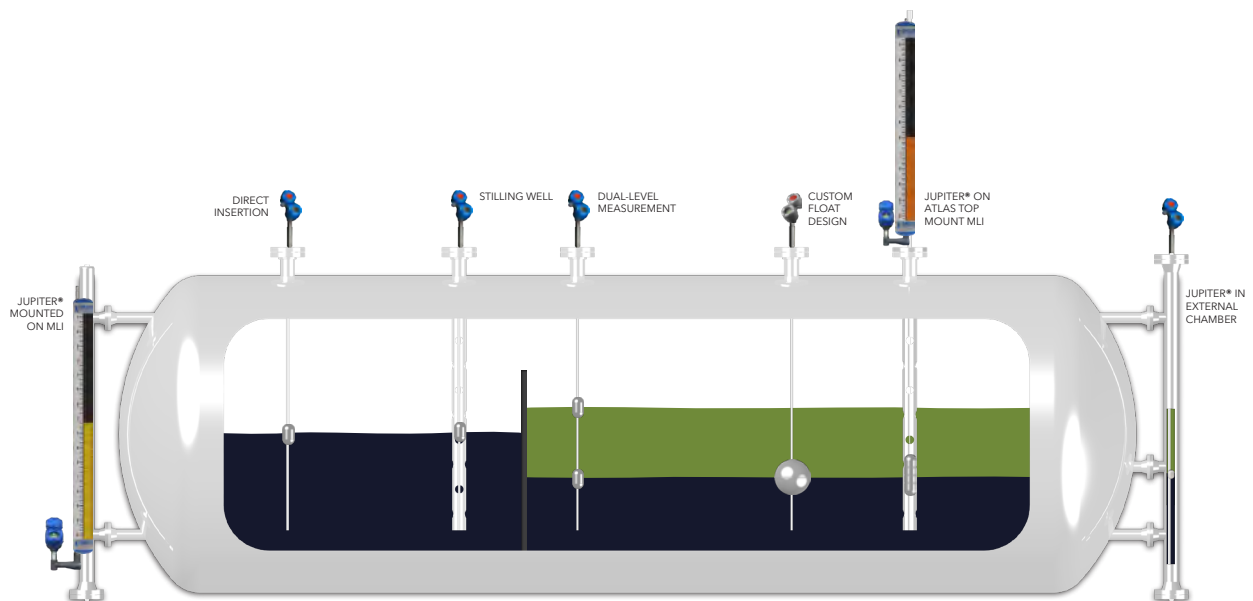 DIRECT
INSERTION
STILLING WELL
DUAL-LEVEL
MEASUREMENT
CUSTOM
FLOAT
DESIGN
JUPITER® ON
ATLAS TOP
MOUNT MLI
JUPITER®
MOUNTED
ON MLI
JUPITER® IN
EXTERNAL
CHAMBER